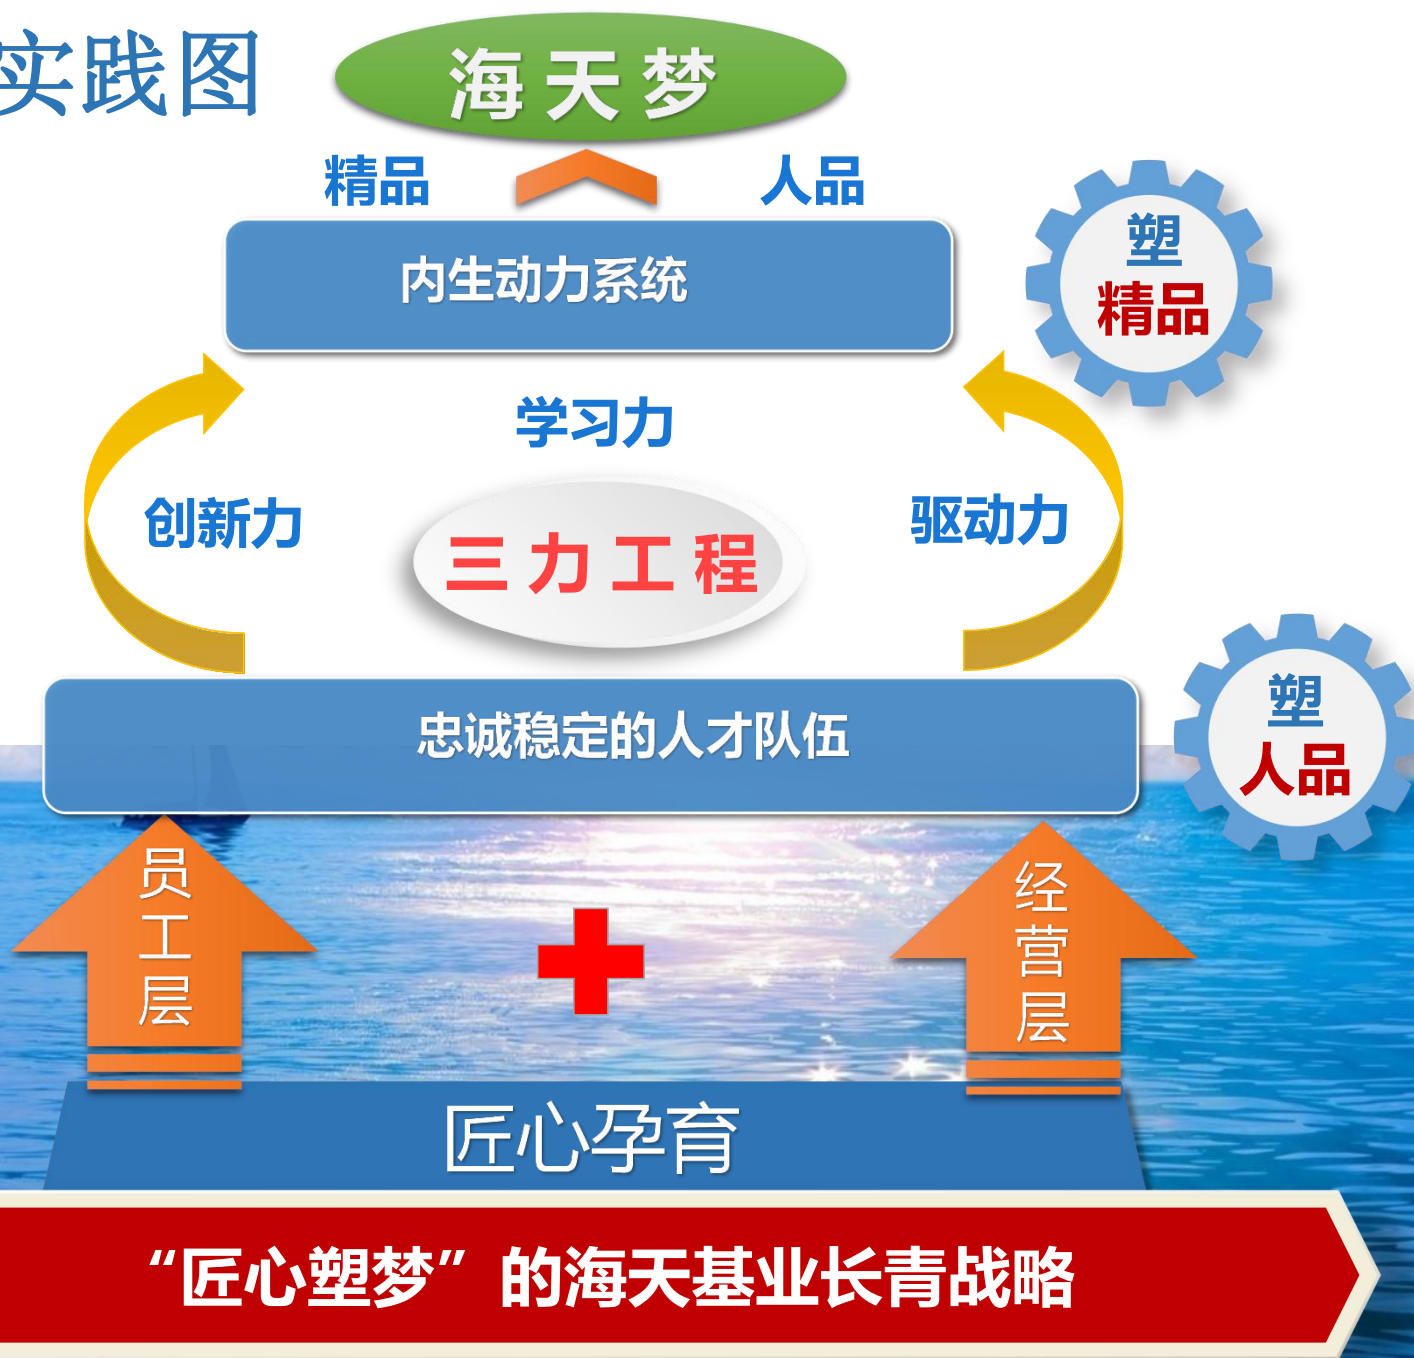 实践图
海天梦
精品
人品
内生动力系统
塑
精品
学习力
创新力
驱动力
三力工程
忠诚稳定的人才队伍
塑
人品
员工层
经营层
匠心孕育
“匠心塑梦”的海天基业长青战略